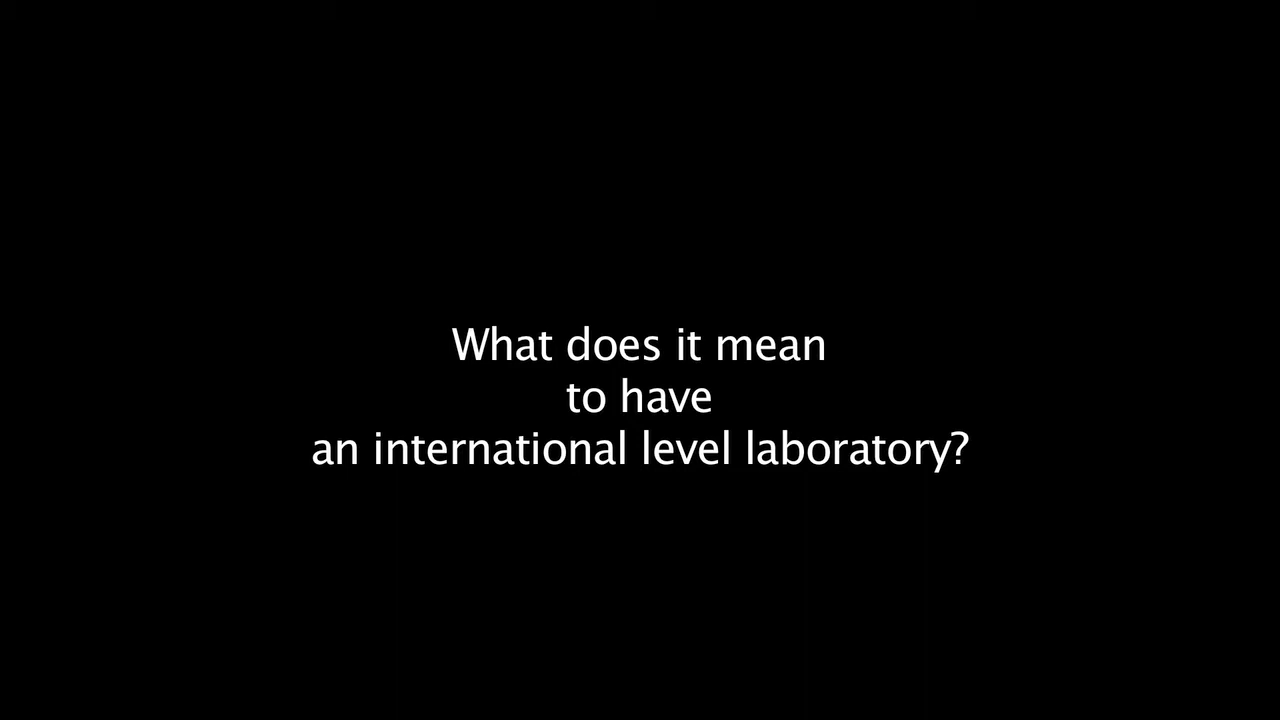 What does it mean
to have
an international level laboratory?